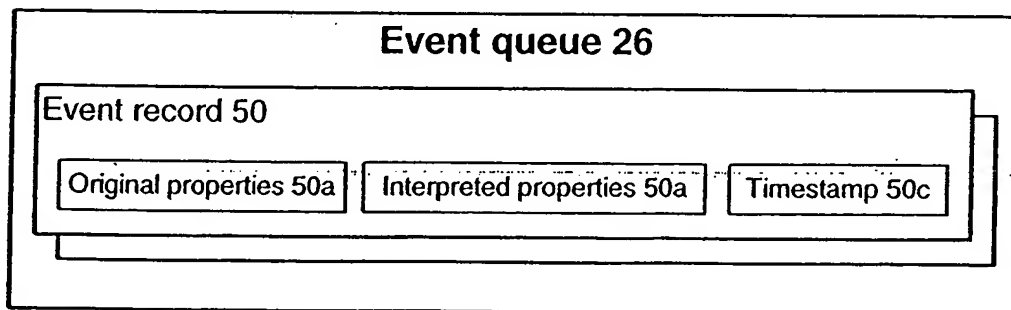 Event queue 26
Event record 50
Original properties 50a
Interpreted properties 50a
Timestamp 50c